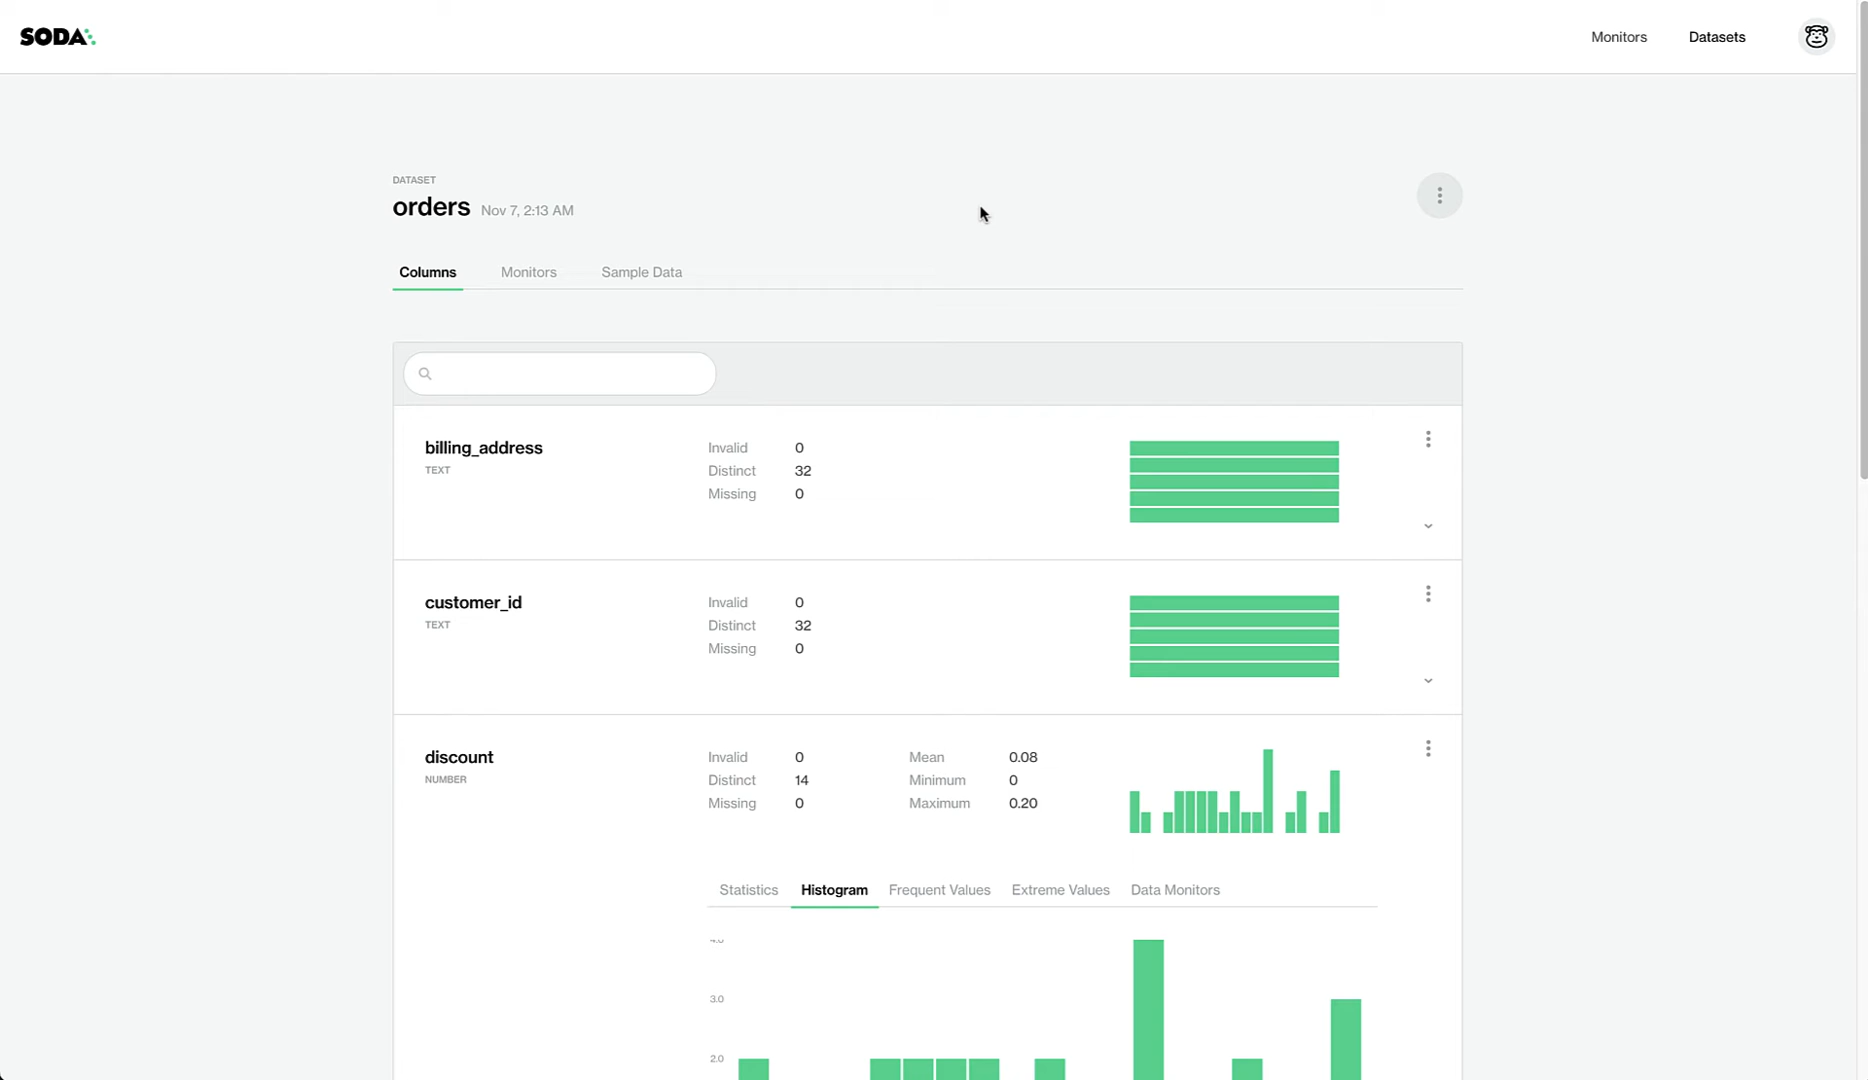 SODA
Monitors
Datasets
DATASET
orders Nov 7, 2:13 AM
Columns
Monitors
Sample Data
billing_address
TEXT
Invalid 0
Distinct 32
Missing 0
customer_id
TEXT
Invalid 0
Distinct 32
Missing 0
discount
NUMBER
Invalid 0
Distinct 14
Missing 0
Mean 0.08
Minimum 0
Maximum 0.20
Statistics
Histogram
Frequent Values
Extreme Values
Data Monitors
4.0
3.0
2.0